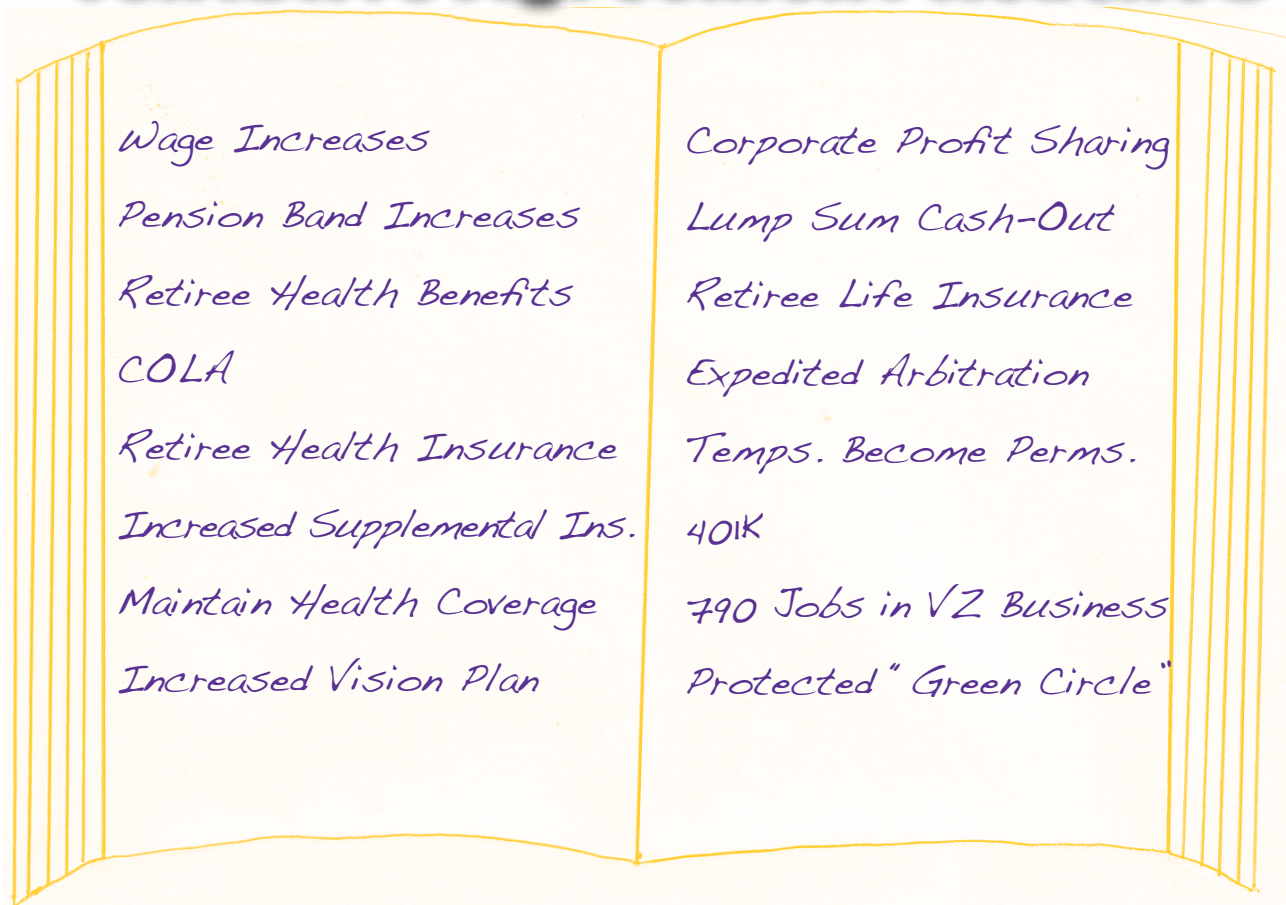 Wage Increases
Pension Band Increases
Retiree Health Benefits
COLA
Retiree Health Insurance
Increased Supplemental Ins.
Maintain Health Coverage
Increased Vision Plan
Corporate Profit Sharing
Lump Sum Cash-Out
Retiree Life Insurance
Expedited Arbitration
Temps. Become Perms.
401K
790 Jobs in VZ Business
Protected "Green Circle"